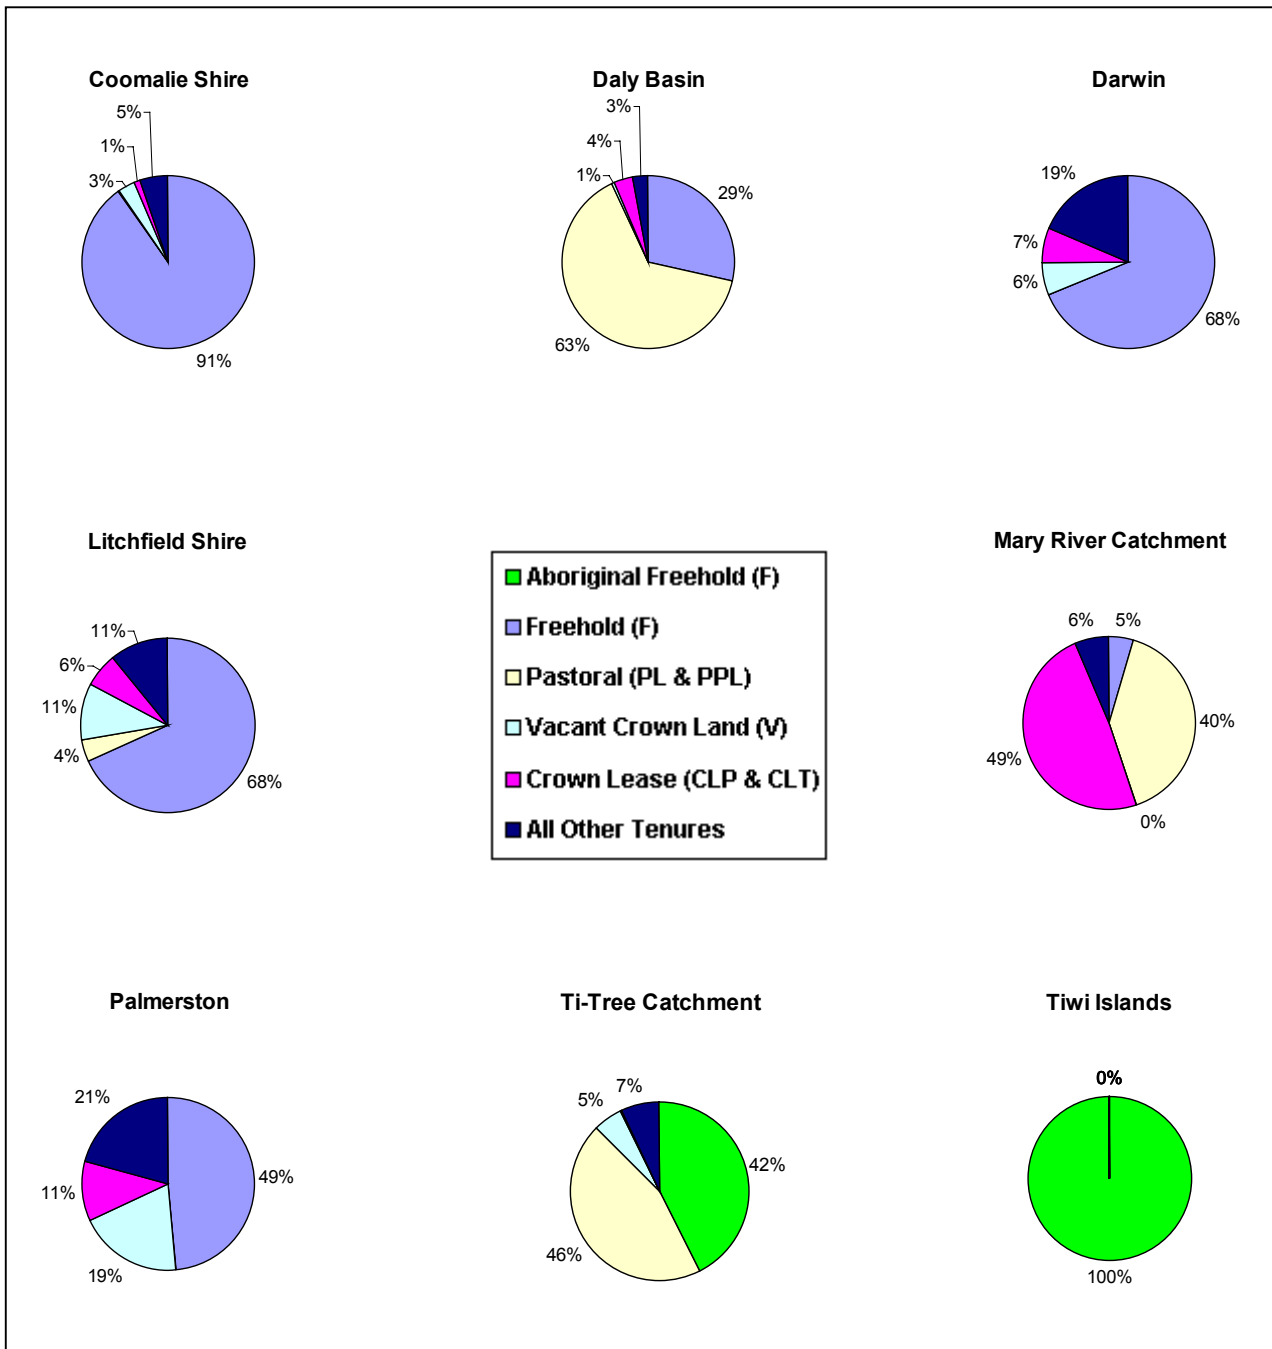 Coomalie Shire
5%
1%
3%
91%
Daly Basin
3%
4%
1%
29%
63%
Darwin
19%
7%
6%
68%
Litchfield Shire
11%
6%
11%
4%
68%
Aboriginal Freehold (F)
Freehold (F)
Pastoral (PL & PPL)
Vacant Crown Land (V)
Crown Lease (CLP & CLT)
All Other Tenures
Mary River Catchment
6%
5%
40%
49%
0%
Palmerston
21%
49%
11%
19%
Ti-Tree Catchment
7%
5%
42%
46%
Tiwi Islands
0%
100%